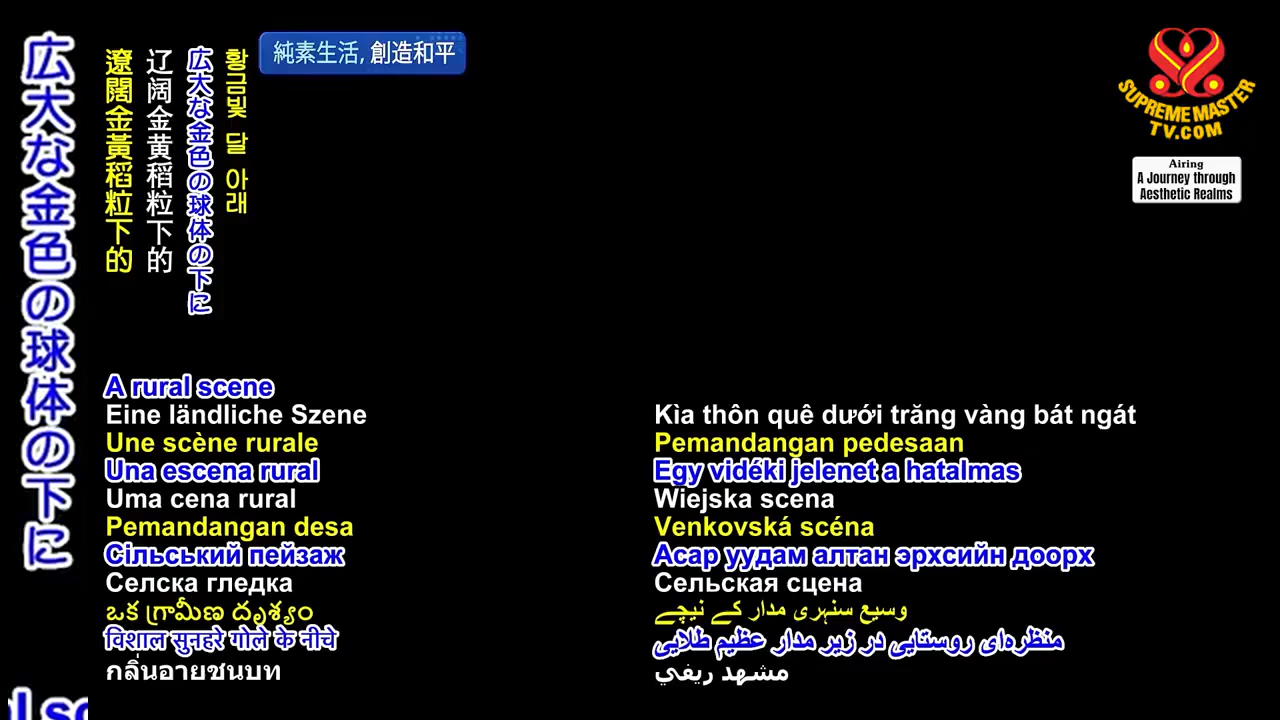 広大な金色の球体の下に
遼闊金黃稻粒下的
辽阔金黄稻粒下的
広大な金色の球体の下に
황금빛 달 아래
純素生活, 創造和平
SUPREME MASTER
TV.COM
Airing
A Journey through
Aesthetic Realms
A rural scene
Eine ländliche Szene
Une scène rurale
Una escena rural
Uma cena rural
Pemandangan desa
Сільський пейзаж
Селска гледка
ఒక గ్రామీణ దృశ్యం
विशाल सुनहरे गोले के नीचे
กลิ่นอายชนบท
Kìa thôn quê dưới trăng vàng bát ngát
Pemandangan pedesaan
Egy vidéki jelenet a hatalmas
Wiejska scena
Venkovská scéna
Асар уудам алтан эрхсийн доорх
Сельская сцена
وسیع سنہری مدار کے نیچے
منظره‌ای روستایی در زیر مدار عظیم طلایی
مشهد ريفي